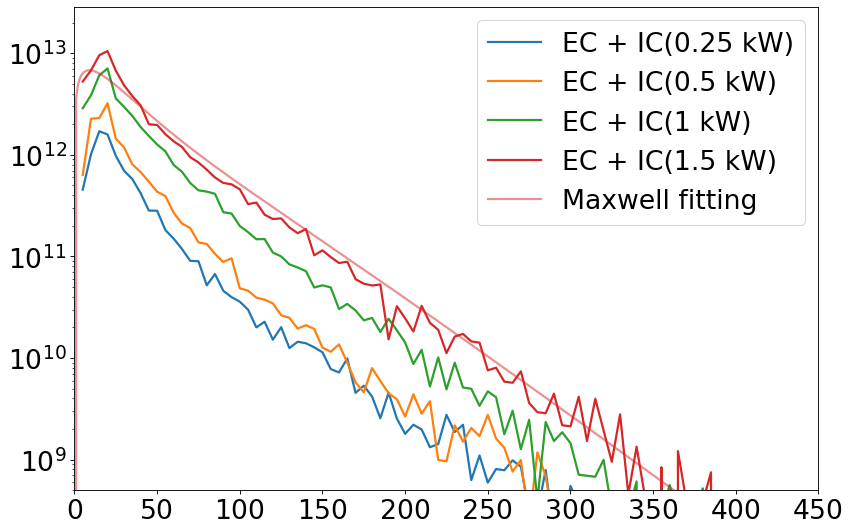 10^13
10^12
10^11
10^10
10^9
EC + IC(0.25 kW)
EC + IC(0.5 kW)
EC + IC(1 kW)
EC + IC(1.5 kW)
Maxwell fitting
0 50 100 150 200 250 300 350 400 450